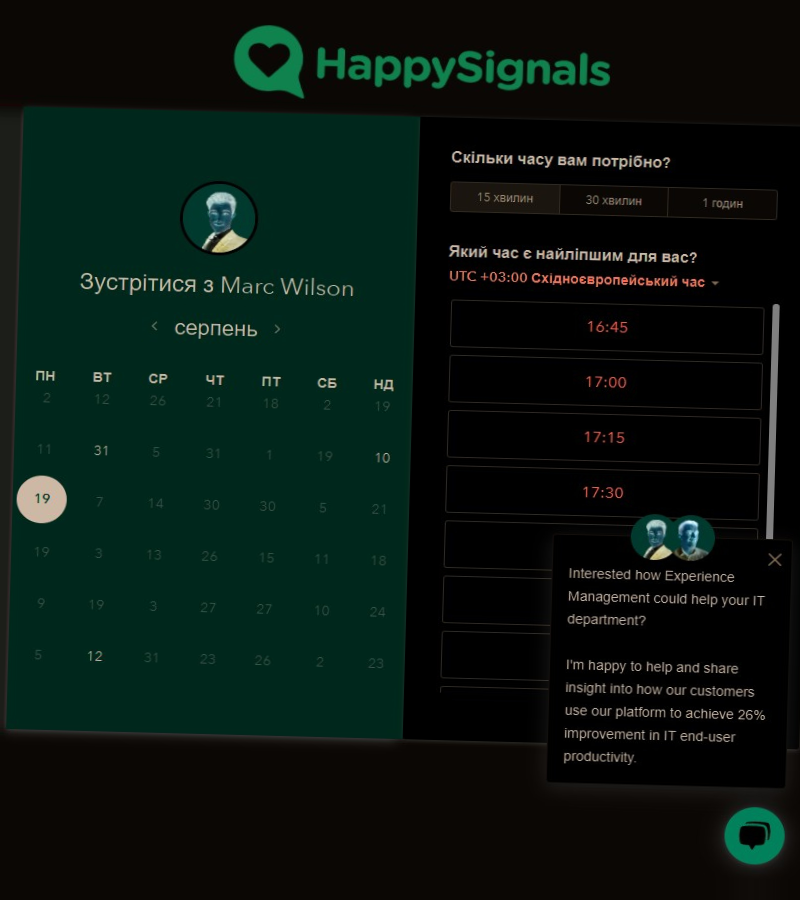 HappySignals
Зустрітися з Marc Wilson
серпень
ПН ВТ СР ЧТ ПТ СБ НД
2 12 26 21 18 2 19
11 31 5 31 1 19 10
19 7 14 30 30 5 21
19 3 13 26 15 11 18
9 19 3 27 27 10 24
5 12 31 23 26 2 23
Скільки часу вам потрібно?
15 хвилин 30 хвилин 1 годин
Який час є найліпшим для вас?
UTC +03:00 Східноєвропейський час
16:45
17:00
17:15
17:30
Interested how Experience
Management could help your IT
department?
I'm happy to help and share
insight into how our customers
use our platform to achieve 26%
improvement in IT end-user
productivity.